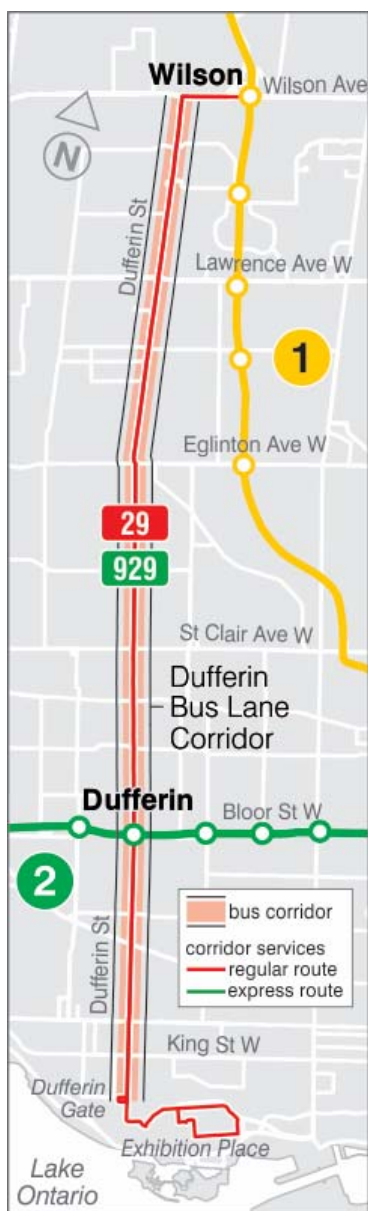 Wilson
Wilson Ave
N
Dufferin St
Lawrence Ave W
1
Eglinton Ave W
29
929
St Clair Ave W
Dufferin
Bus Lane
Corridor
Dufferin
Bloor St W
2
bus corridor
corridor services
regular route
express route
Dufferin St
King St W
Dufferin
Gate
Exhibition Place
Lake
Ontario